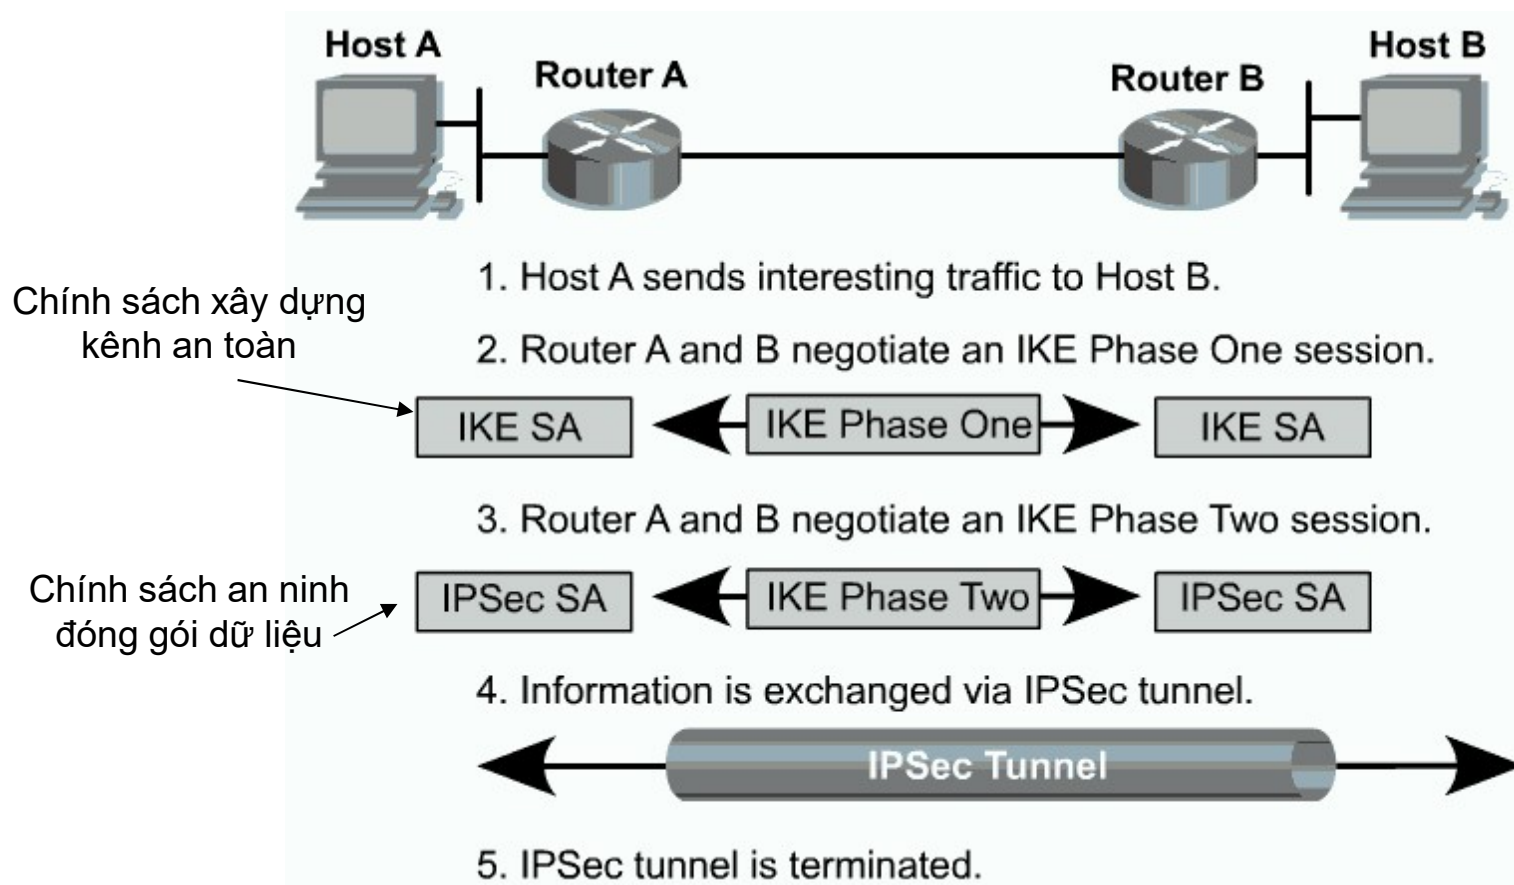 Host A
Router A
Router B
Host B
1. Host A sends interesting traffic to Host B.
Chính sách xây dựng
kênh an toàn
2. Router A and B negotiate an IKE Phase One session.
IKE SA
IKE Phase One
IKE SA
3. Router A and B negotiate an IKE Phase Two session.
Chính sách an ninh
đóng gói dữ liệu
IPSec SA
IKE Phase Two
IPSec SA
4. Information is exchanged via IPSec tunnel.
IPSec Tunnel
5. IPSec tunnel is terminated.